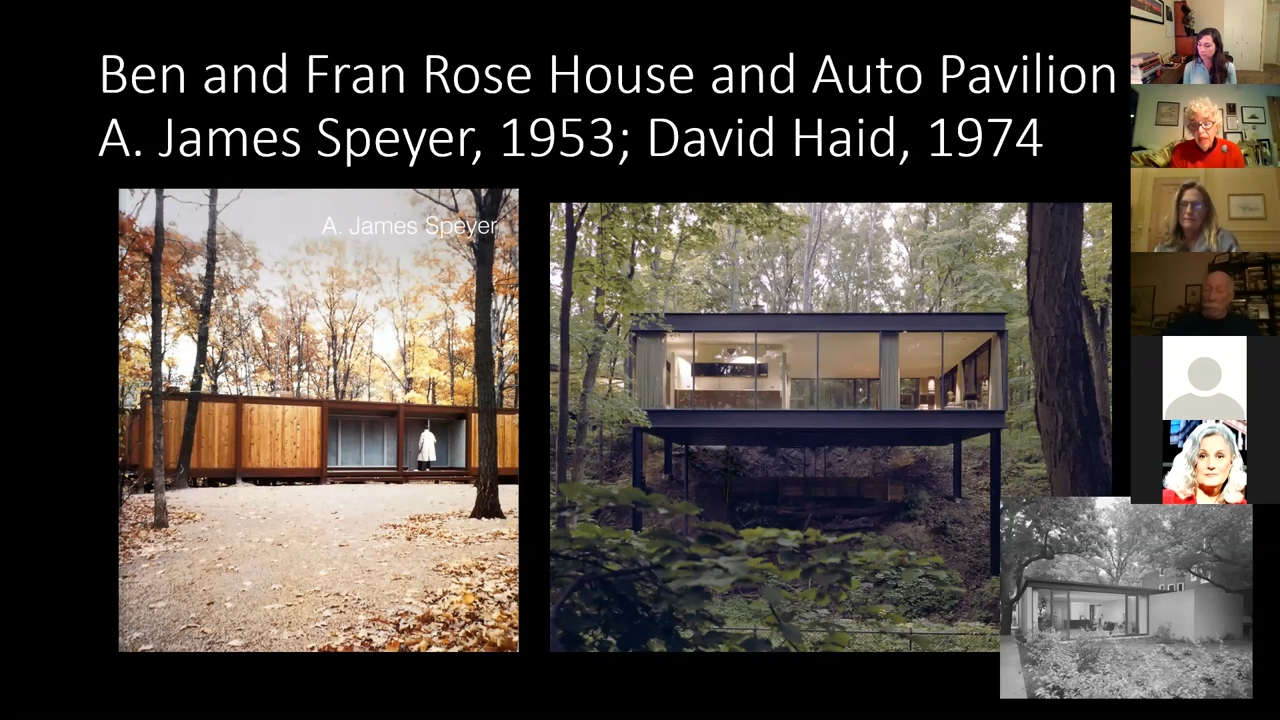 Ben and Fran Rose House and Auto Pavilion
A. James Speyer, 1953; David Haid, 1974
A. James Speyer